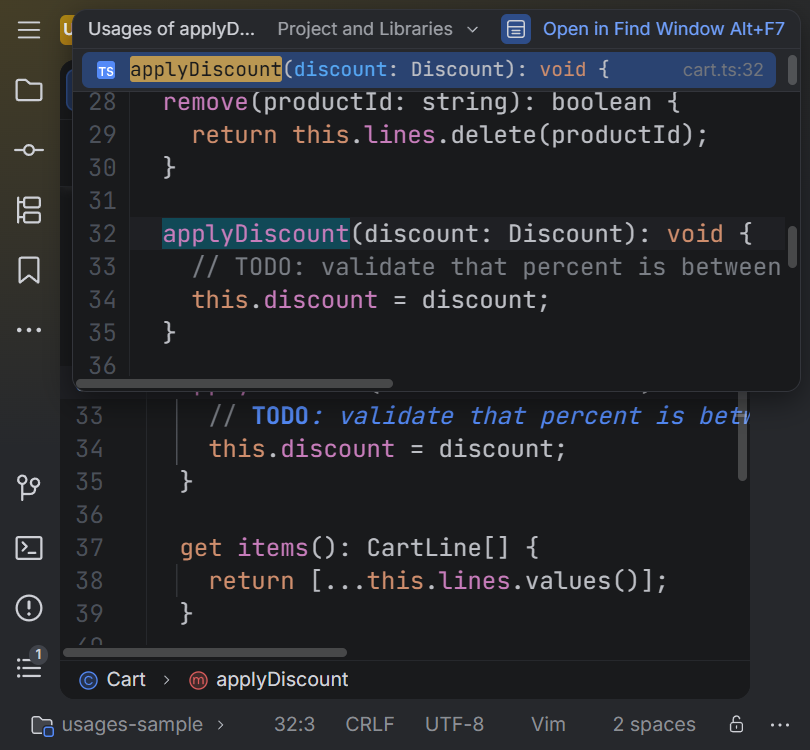 Usages of applyD... Project and Libraries Open in Find Window Alt+F7
TS applyDiscount(discount: Discount): void { cart.ts:32
28 remove(productId: string): boolean {
29 return this.lines.delete(productId);
30 }
31
32 applyDiscount(discount: Discount): void {
33 // TODO: validate that percent is between
34 this.discount = discount;
35 }
36
33 // TODO: validate that percent is betw
34 this.discount = discount;
35 }
36
37 get items(): CartLine[] {
38 return [...this.lines.values()];
39 }
1
C Cart > m applyDiscount
usages-sample > 32:3 CRLF UTF-8 Vim 2 spaces